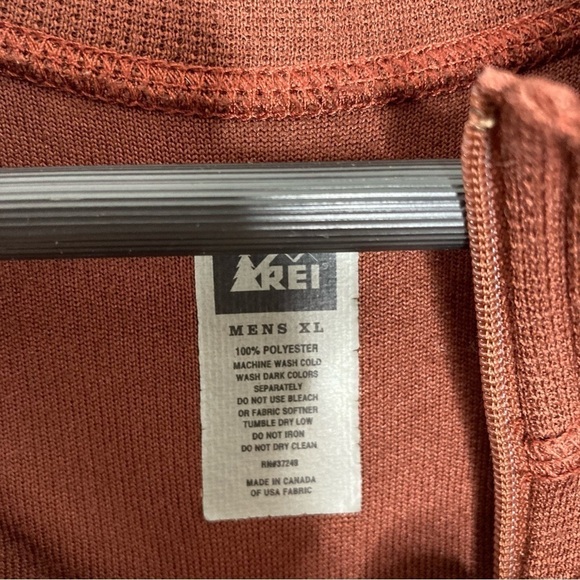 REI
MENS XL
100% POLYESTER
MACHINE WASH COLD
WASH DARK COLORS
SEPARATELY
DO NOT USE BLEACH
OR FABRIC SOFTNER
TUMBLE DRY LOW
DO NOT IRON
DO NOT DRY CLEAN
RN#37249
MADE IN CANADA
OF USA FABRIC